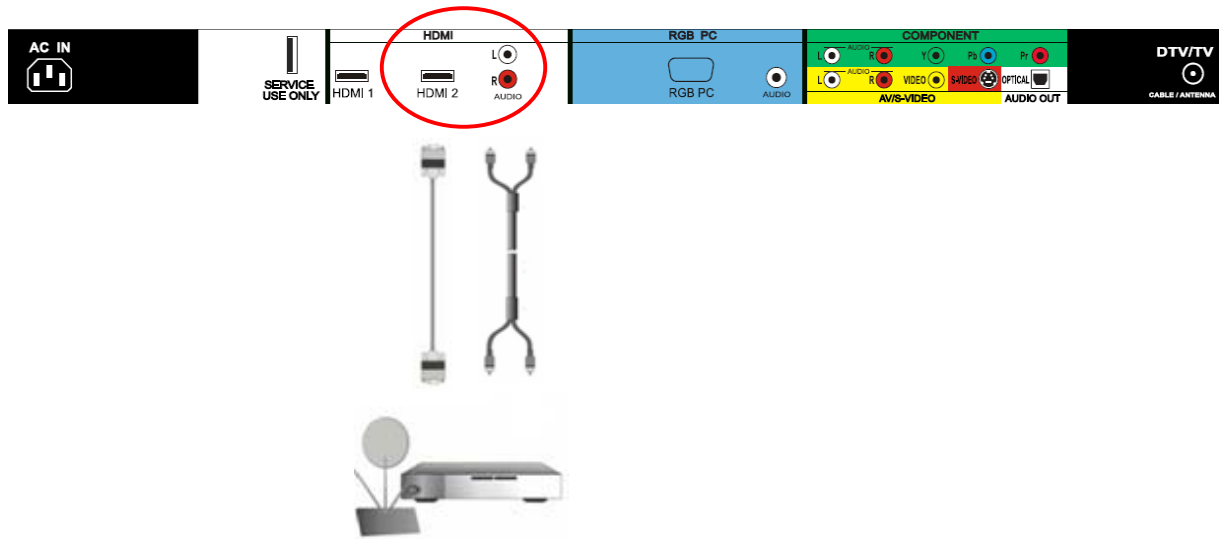 AC IN
SERVICE
USE ONLY
HDMI
HDMI 1
HDMI 2
L
R
AUDIO
RGB PC
RGB PC
AUDIO
COMPONENT
L AUDIO R Y Pb Pr
L AUDIO R VIDEO S-VIDEO OPTICAL
AV/S-VIDEO
AUDIO OUT
DTV/TV
CABLE / ANTENNA